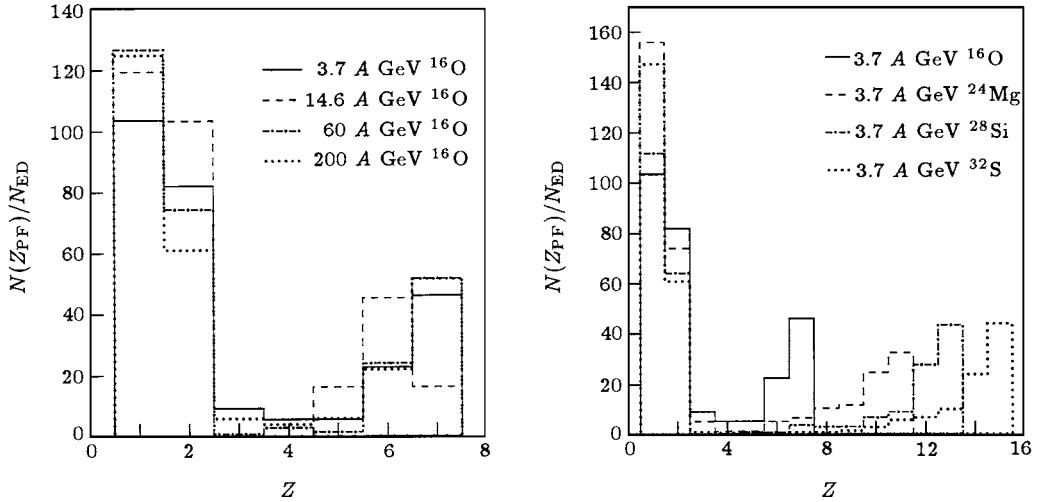 140
120
100
80
60
40
20
0
N(Z_PF)/N_ED
0 2 4 6 8
Z
3.7 A GeV ¹⁶O
14.6 A GeV ¹⁶O
60 A GeV ¹⁶O
200 A GeV ¹⁶O
160
140
120
100
80
60
40
20
0
N(Z_PF)/N_ED
0 4 8 12 16
Z
3.7 A GeV ¹⁶O
3.7 A GeV ²⁴Mg
3.7 A GeV ²⁸Si
3.7 A GeV ³²S